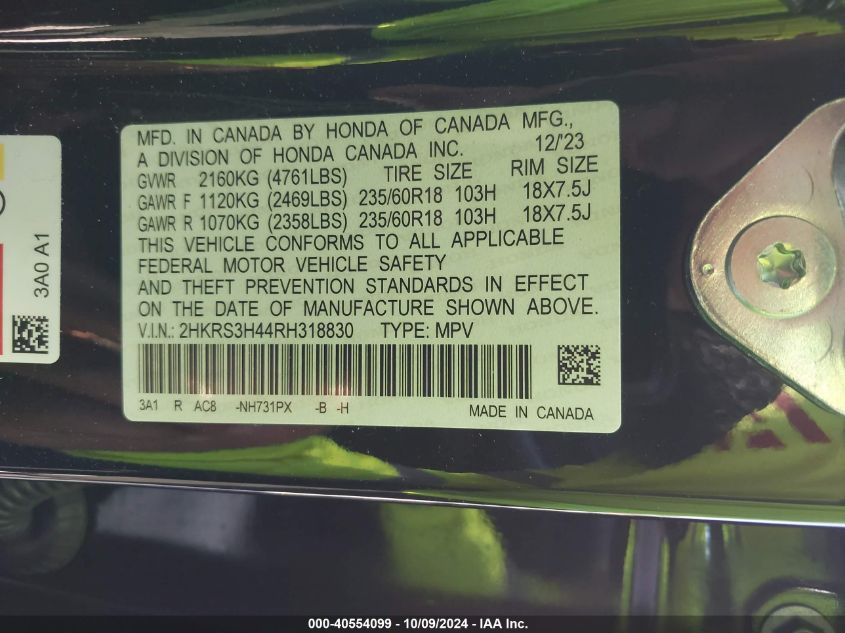 MFD. IN CANADA BY HONDA OF CANADA MFG.,
A DIVISION OF HONDA CANADA INC. 12/'23
GVWR 2160KG (4761LBS) TIRE SIZE RIM SIZE
GAWR F 1120KG (2469LBS) 235/60R18 103H 18X7.5J
GAWR R 1070KG (2358LBS) 235/60R18 103H 18X7.5J
THIS VEHICLE CONFORMS TO ALL APPLICABLE
FEDERAL MOTOR VEHICLE SAFETY
AND THEFT PREVENTION STANDARDS IN EFFECT
ON THE DATE OF MANUFACTURE SHOWN ABOVE.
V.I.N.: 2HKRS3H44RH318830 TYPE: MPV
3A1 R AC8 -NH731PX -B -H MADE IN CANADA
3A0 A1
000-40554099 - 10/09/2024 - IAA Inc.